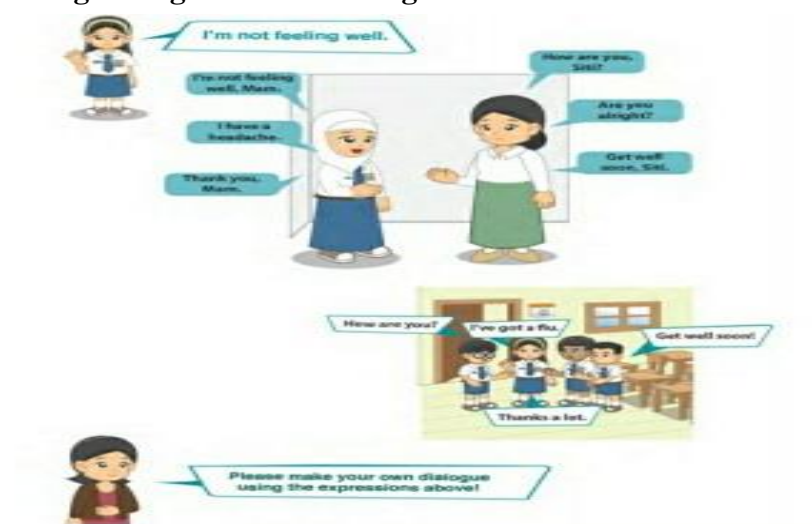 I'm not feeling well.
How are you,
Siti?
I'm not feeling
well, Mam.
Are you
alright?
I have a
headache.
Get well
soon, Siti.
Thank you,
Mam.
How are you?
I've got a flu.
Get well soon!
Thanks a lot.
Please make your own dialogue
using the expressions above!